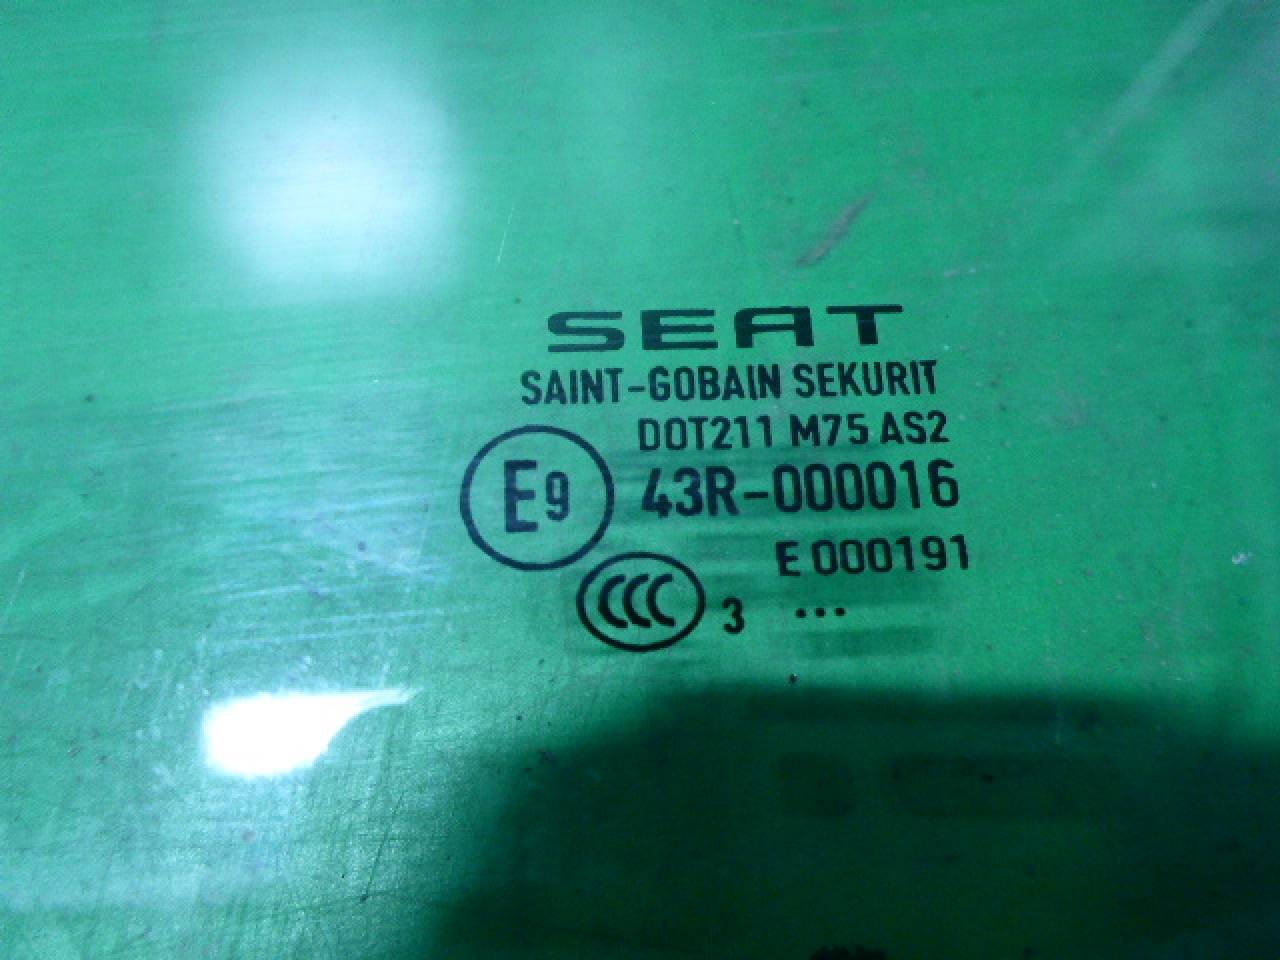 SEAT
SAINT-GOBAIN SEKURIT
DOT211 M75 AS2
E9 43R-000016
E 000191
CCC 3 ...